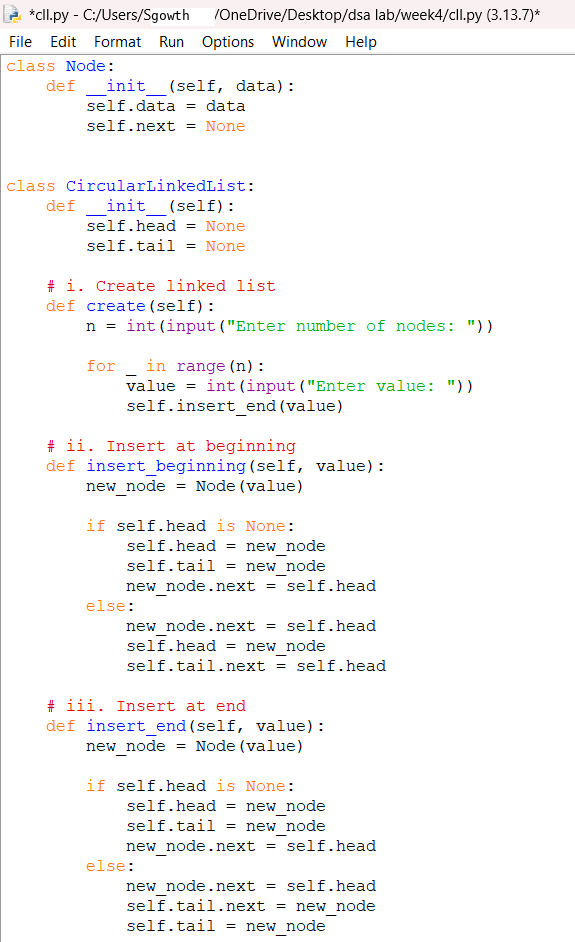 *cll.py - C:/Users/Sgowth /OneDrive/Desktop/dsa lab/week4/cll.py (3.13.7)*
File Edit Format Run Options Window Help
class Node:
    def __init__(self, data):
        self.data = data
        self.next = None

class CircularLinkedList:
    def __init__(self):
        self.head = None
        self.tail = None

    # i. Create linked list
    def create(self):
        n = int(input("Enter number of nodes: "))

        for _ in range(n):
            value = int(input("Enter value: "))
            self.insert_end(value)

    # ii. Insert at beginning
    def insert_beginning(self, value):
        new_node = Node(value)

        if self.head is None:
            self.head = new_node
            self.tail = new_node
            new_node.next = self.head
        else:
            new_node.next = self.head
            self.head = new_node
            self.tail.next = self.head

    # iii. Insert at end
    def insert_end(self, value):
        new_node = Node(value)

        if self.head is None:
            self.head = new_node
            self.tail = new_node
            new_node.next = self.head
        else:
            new_node.next = self.head
            self.tail.next = new_node
            self.tail = new_node